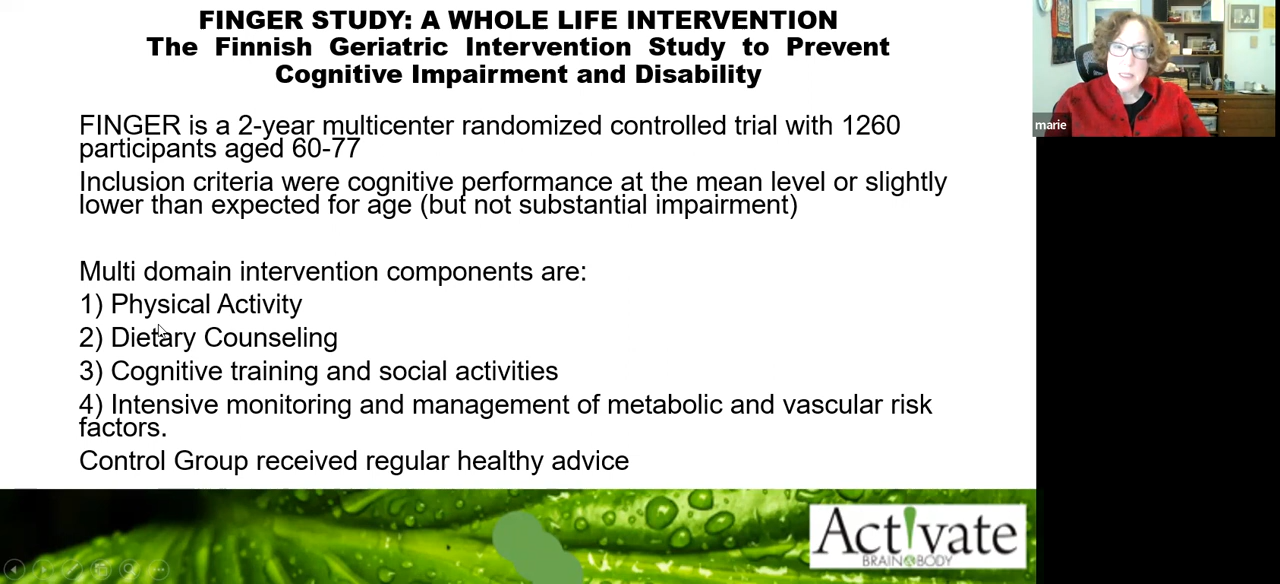 FINGER STUDY: A WHOLE LIFE INTERVENTION
The Finnish Geriatric Intervention Study to Prevent
Cognitive Impairment and Disability
FINGER is a 2-year multicenter randomized controlled trial with 1260
participants aged 60-77
Inclusion criteria were cognitive performance at the mean level or slightly
lower than expected for age (but not substantial impairment)
Multi domain intervention components are:
1) Physical Activity
2) Dietary Counseling
3) Cognitive training and social activities
4) Intensive monitoring and management of metabolic and vascular risk
factors.
Control Group received regular healthy advice
Act!vate
BRAIN & BODY
marie